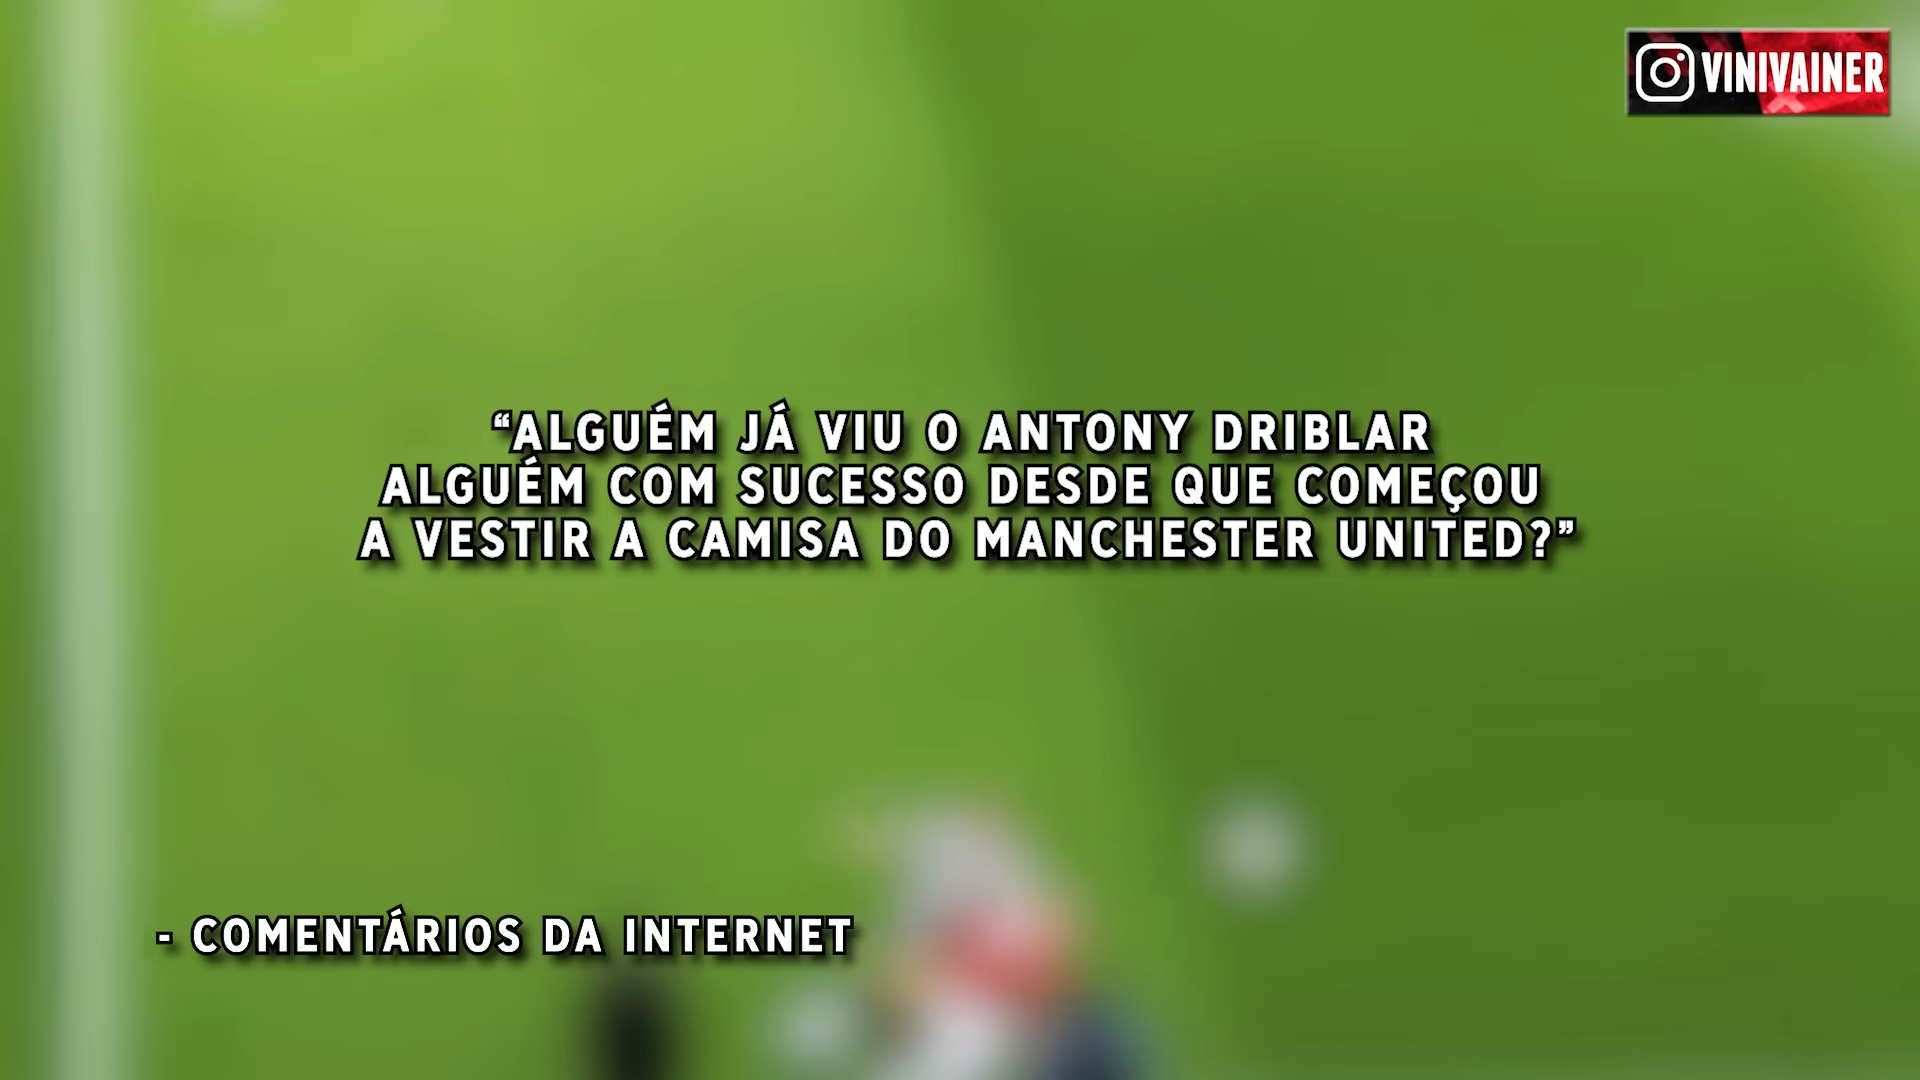 VINIVAINER
“ALGUÉM JÁ VIU O ANTONY DRIBLAR
ALGUÉM COM SUCESSO DESDE QUE COMEÇOU
A VESTIR A CAMISA DO MANCHESTER UNITED?”
- COMENTÁRIOS DA INTERNET